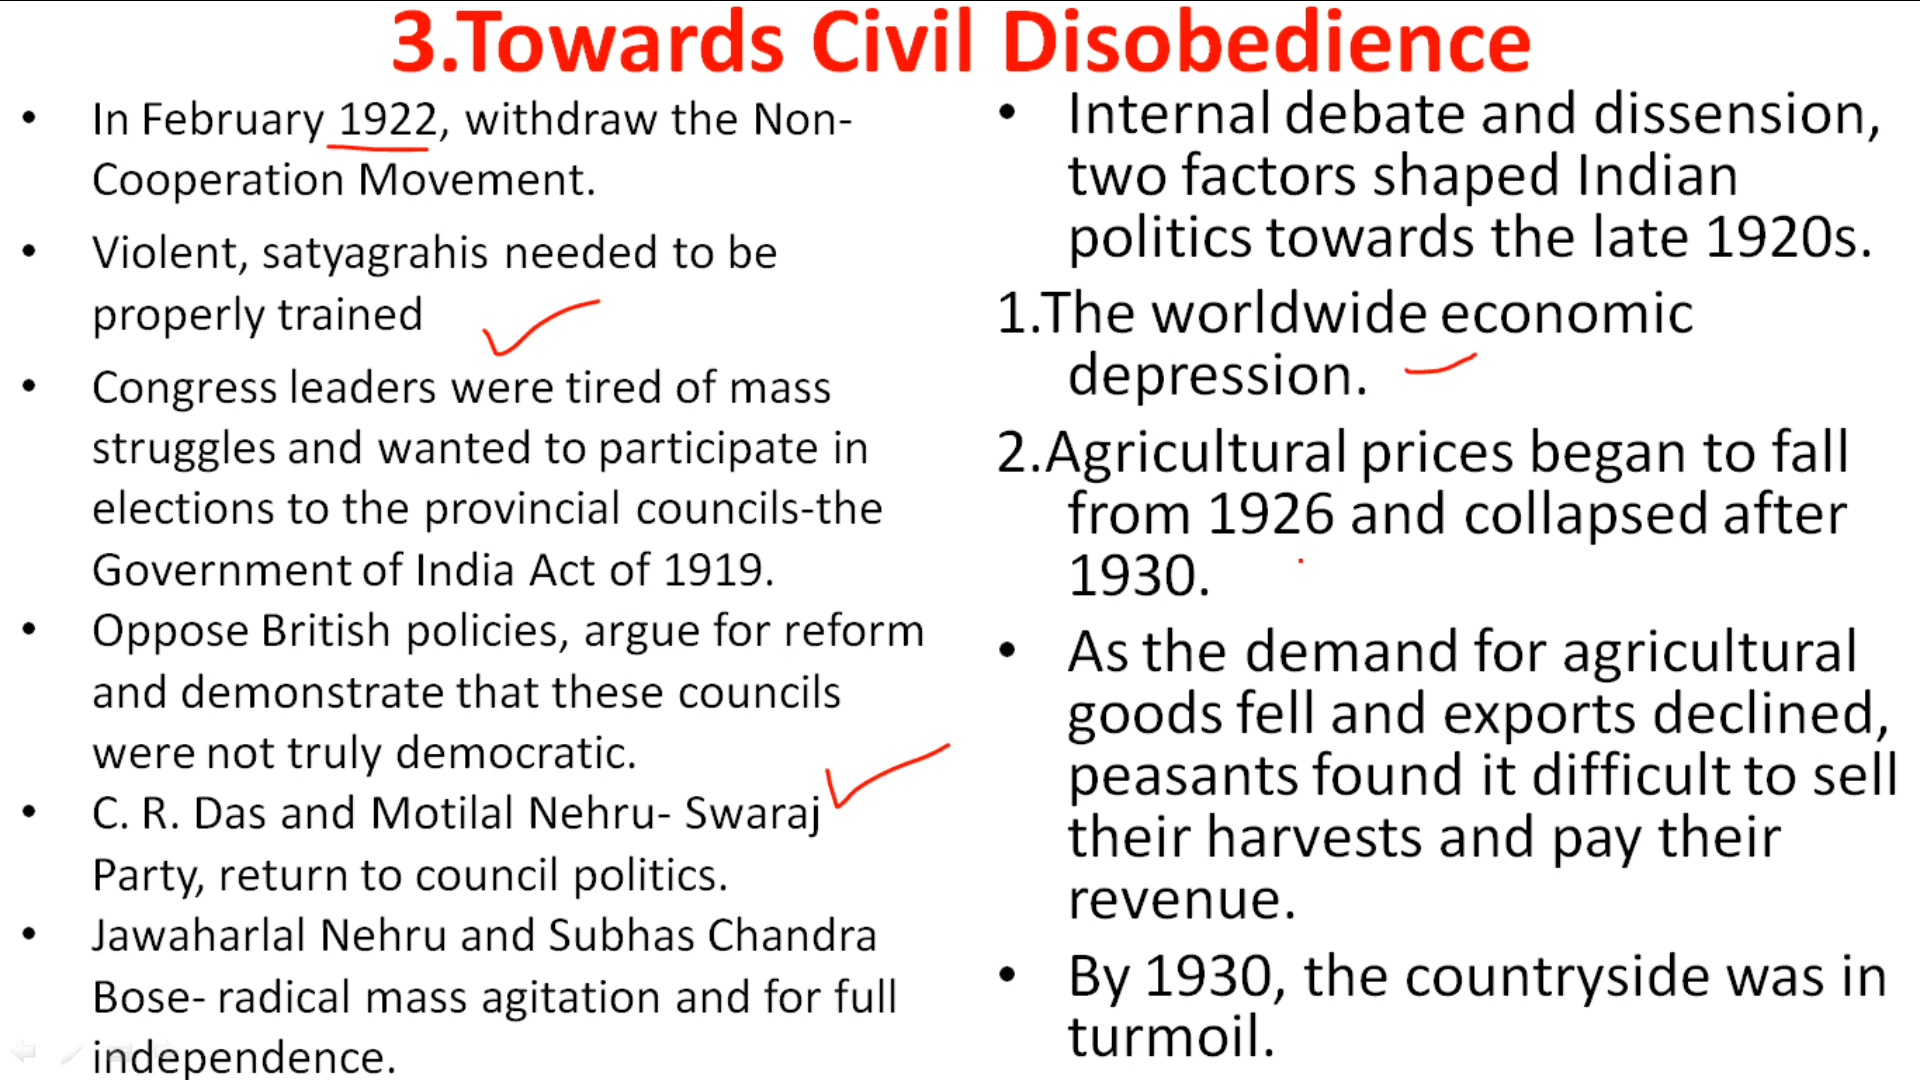 3.Towards Civil Disobedience
• In February 1922, withdraw the Non-
Cooperation Movement.
• Violent, satyagrahis needed to be
properly trained
• Congress leaders were tired of mass
struggles and wanted to participate in
elections to the provincial councils-the
Government of India Act of 1919.
• Oppose British policies, argue for reform
and demonstrate that these councils
were not truly democratic.
• C. R. Das and Motilal Nehru- Swaraj
Party, return to council politics.
• Jawaharlal Nehru and Subhas Chandra
Bose- radical mass agitation and for full
independence.
• Internal debate and dissension,
two factors shaped Indian
politics towards the late 1920s.
1.The worldwide economic
depression.
2.Agricultural prices began to fall
from 1926 and collapsed after
1930.
• As the demand for agricultural
goods fell and exports declined,
peasants found it difficult to sell
their harvests and pay their
revenue.
• By 1930, the countryside was in
turmoil.